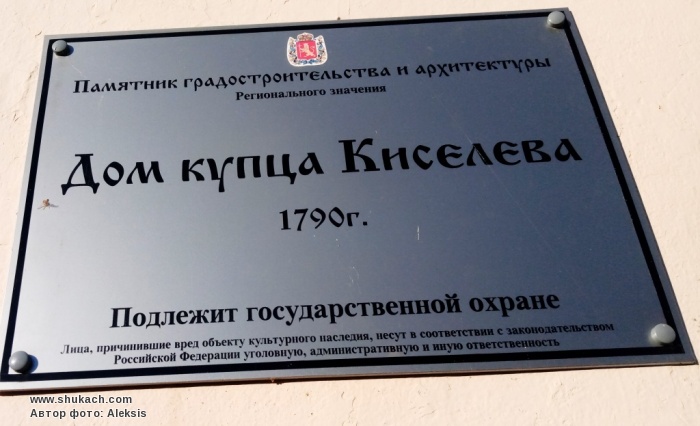 Памятник градостроительства и архитектуры
Регионального значения
Дом купца Киселева
1790г.
Подлежит государственной охране
Лица, причинившие вред объекту культурного наследия, несут в соответствии с законодательством
Российской Федерации уголовную, административную и иную ответственность
www.shukach.com
Автор фото: Aleksis